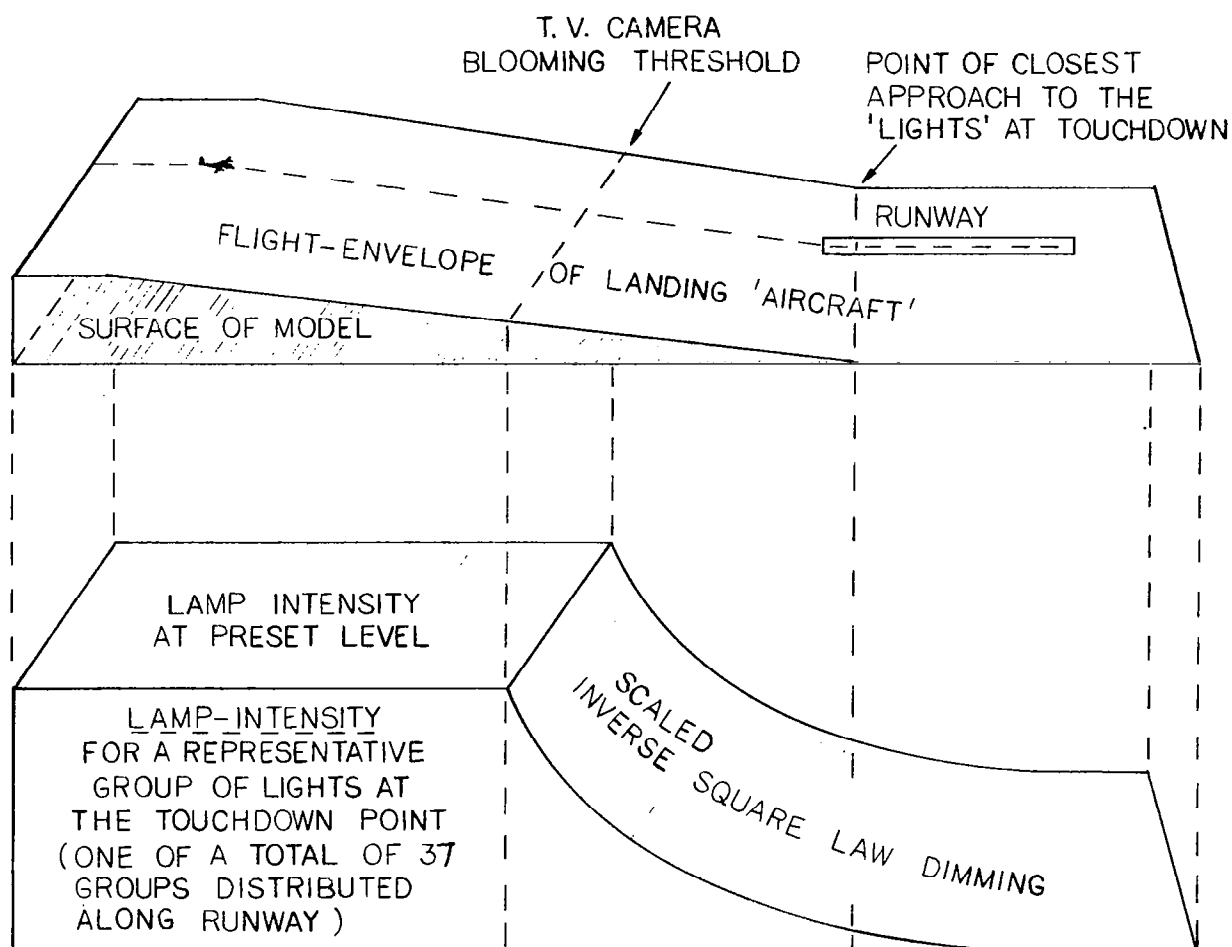 T. V. CAMERA
BLOOMING THRESHOLD
POINT OF CLOSEST
APPROACH TO THE
'LIGHTS' AT TOUCHDOWN
RUNWAY
FLIGHT-ENVELOPE OF LANDING 'AIRCRAFT'
SURFACE OF MODEL
LAMP INTENSITY
AT PRESET LEVEL
LAMP-INTENSITY
FOR A REPRESENTATIVE
GROUP OF LIGHTS AT
THE TOUCHDOWN POINT
(ONE OF A TOTAL OF 37
GROUPS DISTRIBUTED
ALONG RUNWAY)
SCALED
INVERSE SQUARE LAW DIMMING